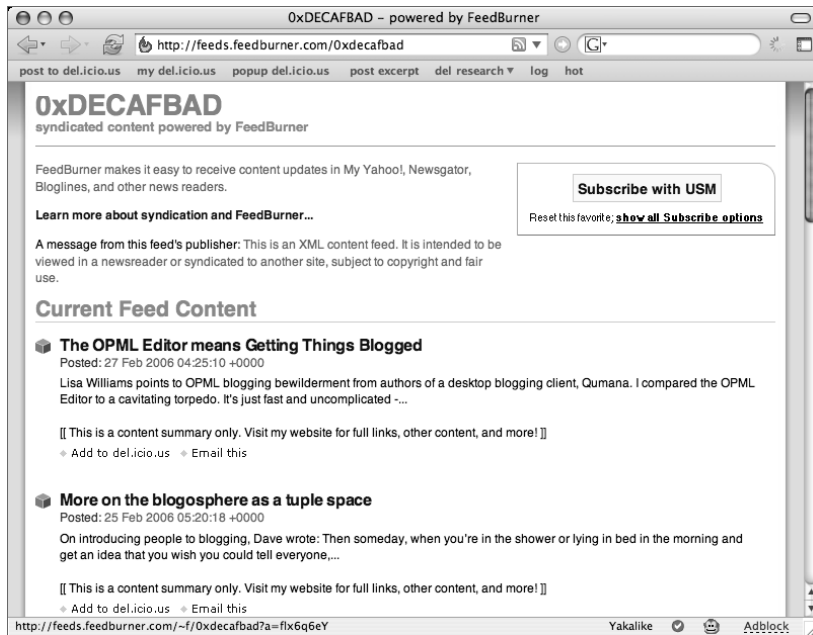 0xDECAFBAD – powered by FeedBurner
http://feeds.feedburner.com/0xdecafbad
G
post to del.icio.us my del.icio.us popup del.icio.us post excerpt del research ▾ log hot
0xDECAFBAD
syndicated content powered by FeedBurner
FeedBurner makes it easy to receive content updates in My Yahoo!, Newsgator,
Bloglines, and other news readers.
Learn more about syndication and FeedBurner...
A message from this feed's publisher: This is an XML content feed. It is intended to be
viewed in a newsreader or syndicated to another site, subject to copyright and fair
use.
Subscribe with USM
Reset this favorite; show all Subscribe options
Current Feed Content
The OPML Editor means Getting Things Blogged
Posted: 27 Feb 2006 04:25:10 +0000
Lisa Williams points to OPML blogging bewilderment from authors of a desktop blogging client, Qumana. I compared the OPML
Editor to a cavitating torpedo. It's just fast and uncomplicated -...
[[ This is a content summary only. Visit my website for full links, other content, and more! ]]
Add to del.icio.us Email this
More on the blogosphere as a tuple space
Posted: 25 Feb 2006 05:20:18 +0000
On introducing people to blogging, Dave wrote: Then someday, when you're in the shower or lying in bed in the morning and
get an idea that you wish you could tell everyone,...
[[ This is a content summary only. Visit my website for full links, other content, and more! ]]
Add to del.icio.us Email this
http://feeds.feedburner.com/~f/0xdecafbad?a=flx6q6eY Yakalike Adblock